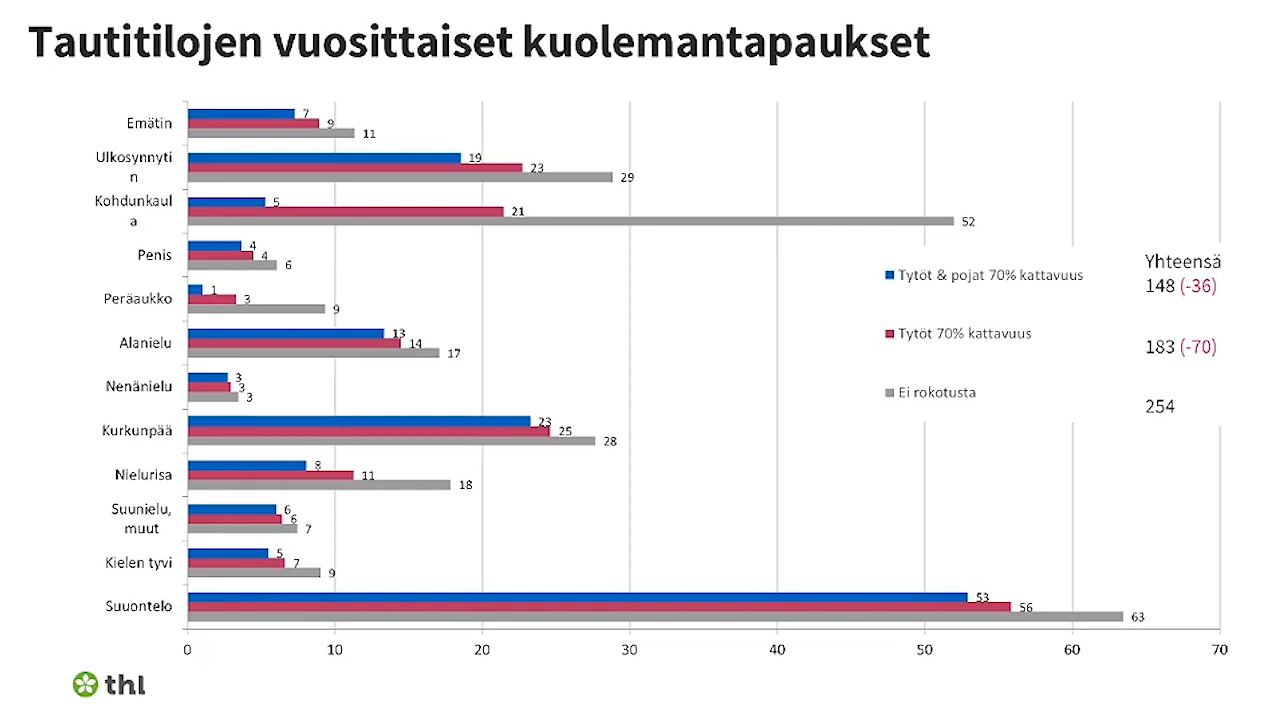 Tautitilojen vuosittaiset kuolemantapaukset
Emätin
7
9
11
Ulkosynnyti
n
19
23
29
Kohdunkaul
a
5
21
52
Penis
4
4
6
Peräaukko
1
3
9
Alanielu
13
14
17
Nenänielu
3
3
3
Kurkunpää
23
25
28
Nielurisa
8
11
18
Suunielu,
muut
6
6
7
Kielen tyvi
5
7
9
Suuontelo
53
56
63
0 10 20 30 40 50 60 70
Yhteensä
Tytöt & pojat 70% kattavuus
148 (-36)
Tytöt 70% kattavuus
183 (-70)
Ei rokotusta
254
thl